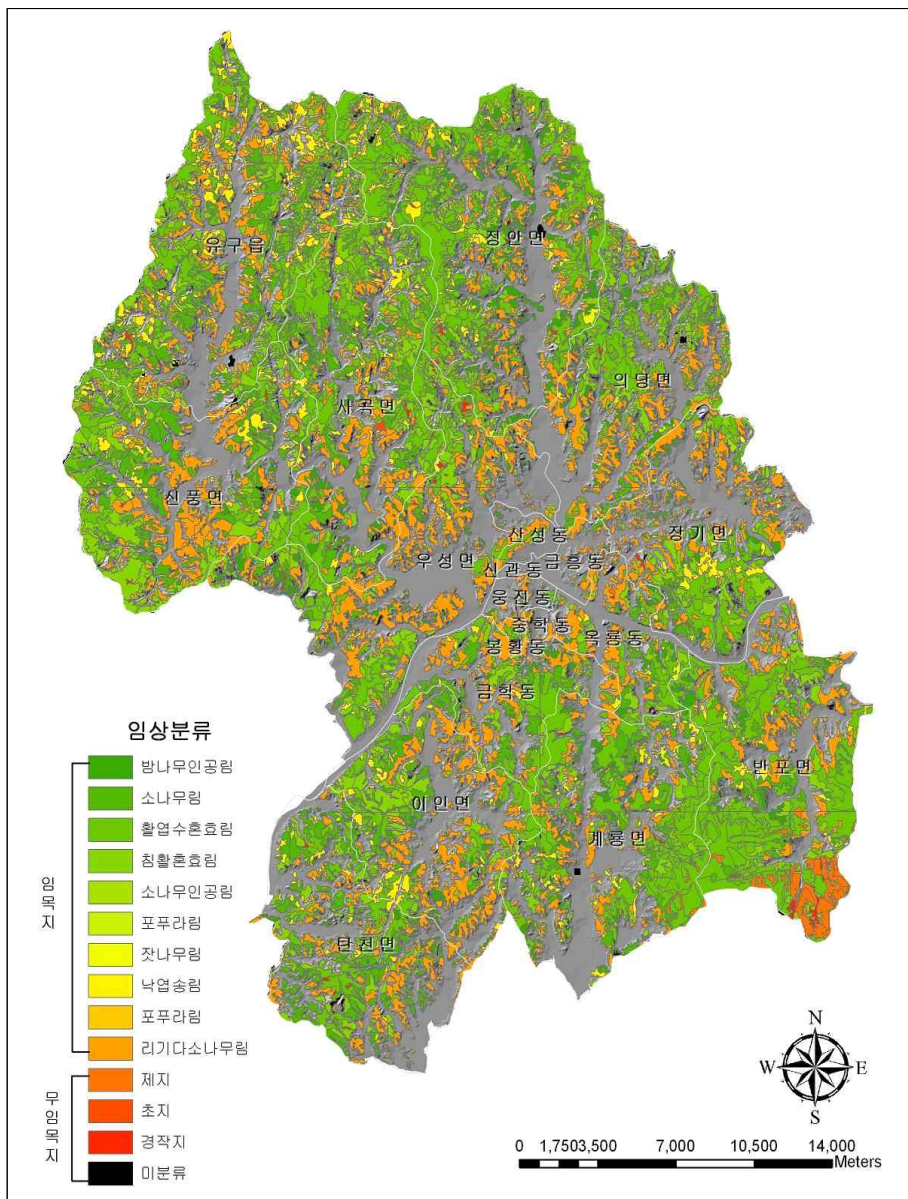 유구읍
정안면
의당면
사곡면
신풍면
산성동
장기면
우성면
신관동
금흥동
웅진동
중학동
옥룡동
봉황동
금학동
반포면
이인면
계룡면
탄천면
임상분류
임목지
밤나무인공림
소나무림
활엽수혼효림
침활혼효림
소나무인공림
포푸라림
잣나무림
낙엽송림
포푸라림
리기다소나무림
무임목지
제지
초지
경작지
미분류
N
W
E
S
0 1,7503,500 7,000 10,500 14,000
Meters